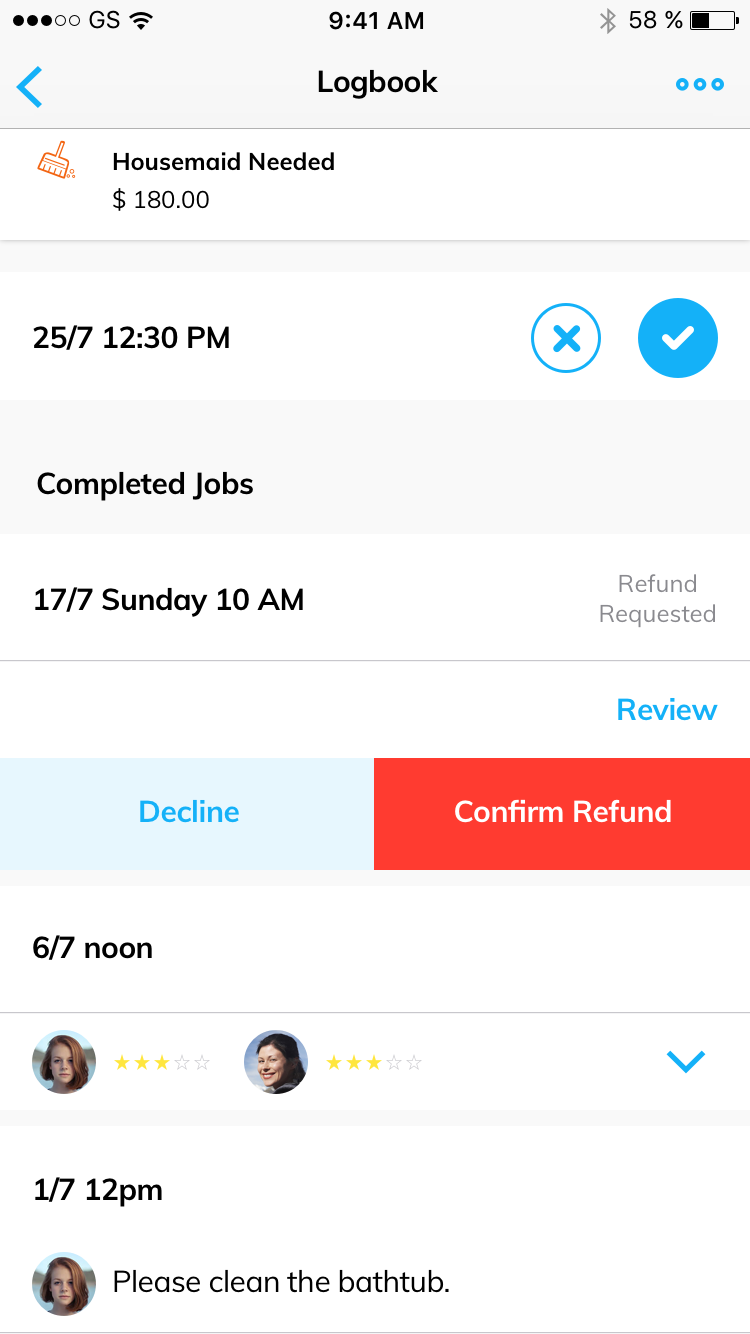 GS 9:41 AM 58 %
Logbook
Housemaid Needed
$ 180.00
25/7 12:30 PM
Completed Jobs
17/7 Sunday 10 AM
Refund
Requested
Review
Decline Confirm Refund
6/7 noon
1/7 12pm
Please clean the bathtub.